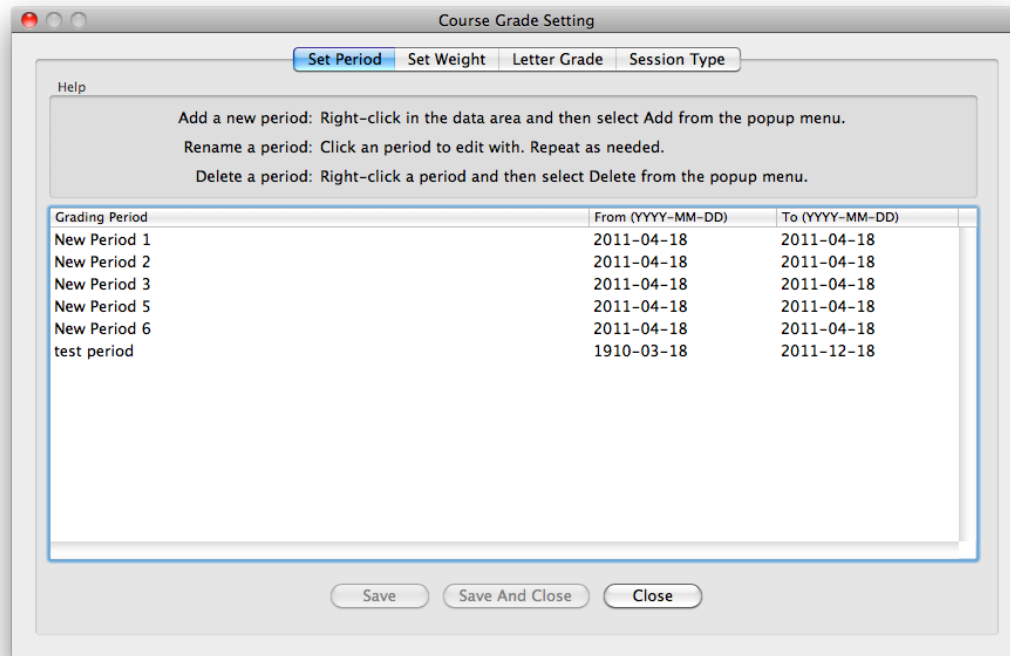 Course Grade Setting
Set Period Set Weight Letter Grade Session Type
Help
Add a new period: Right-click in the data area and then select Add from the popup menu.
Rename a period: Click an period to edit with. Repeat as needed.
Delete a period: Right-click a period and then select Delete from the popup menu.
Grading Period From (YYYY-MM-DD) To (YYYY-MM-DD)
New Period 1 2011-04-18 2011-04-18
New Period 2 2011-04-18 2011-04-18
New Period 3 2011-04-18 2011-04-18
New Period 5 2011-04-18 2011-04-18
New Period 6 2011-04-18 2011-04-18
test period 1910-03-18 2011-12-18
Save Save And Close Close